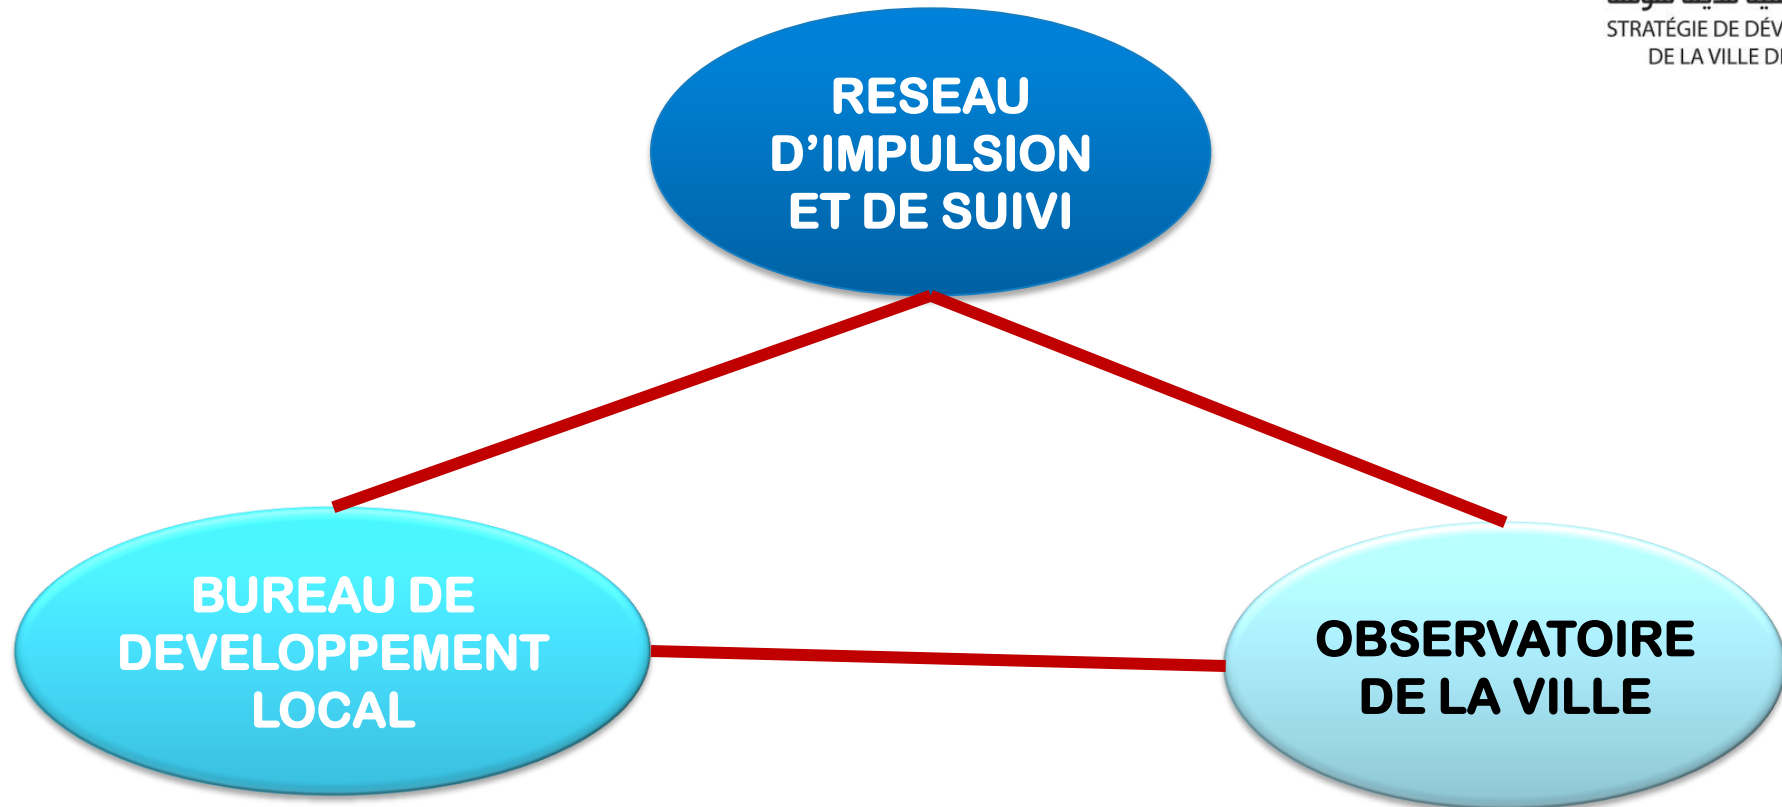 STRATÉGIE DE DÉV
DE LA VILLE DE
RESEAU
D’IMPULSION
ET DE SUIVI
BUREAU DE
DEVELOPPEMENT
LOCAL
OBSERVATOIRE
DE LA VILLE